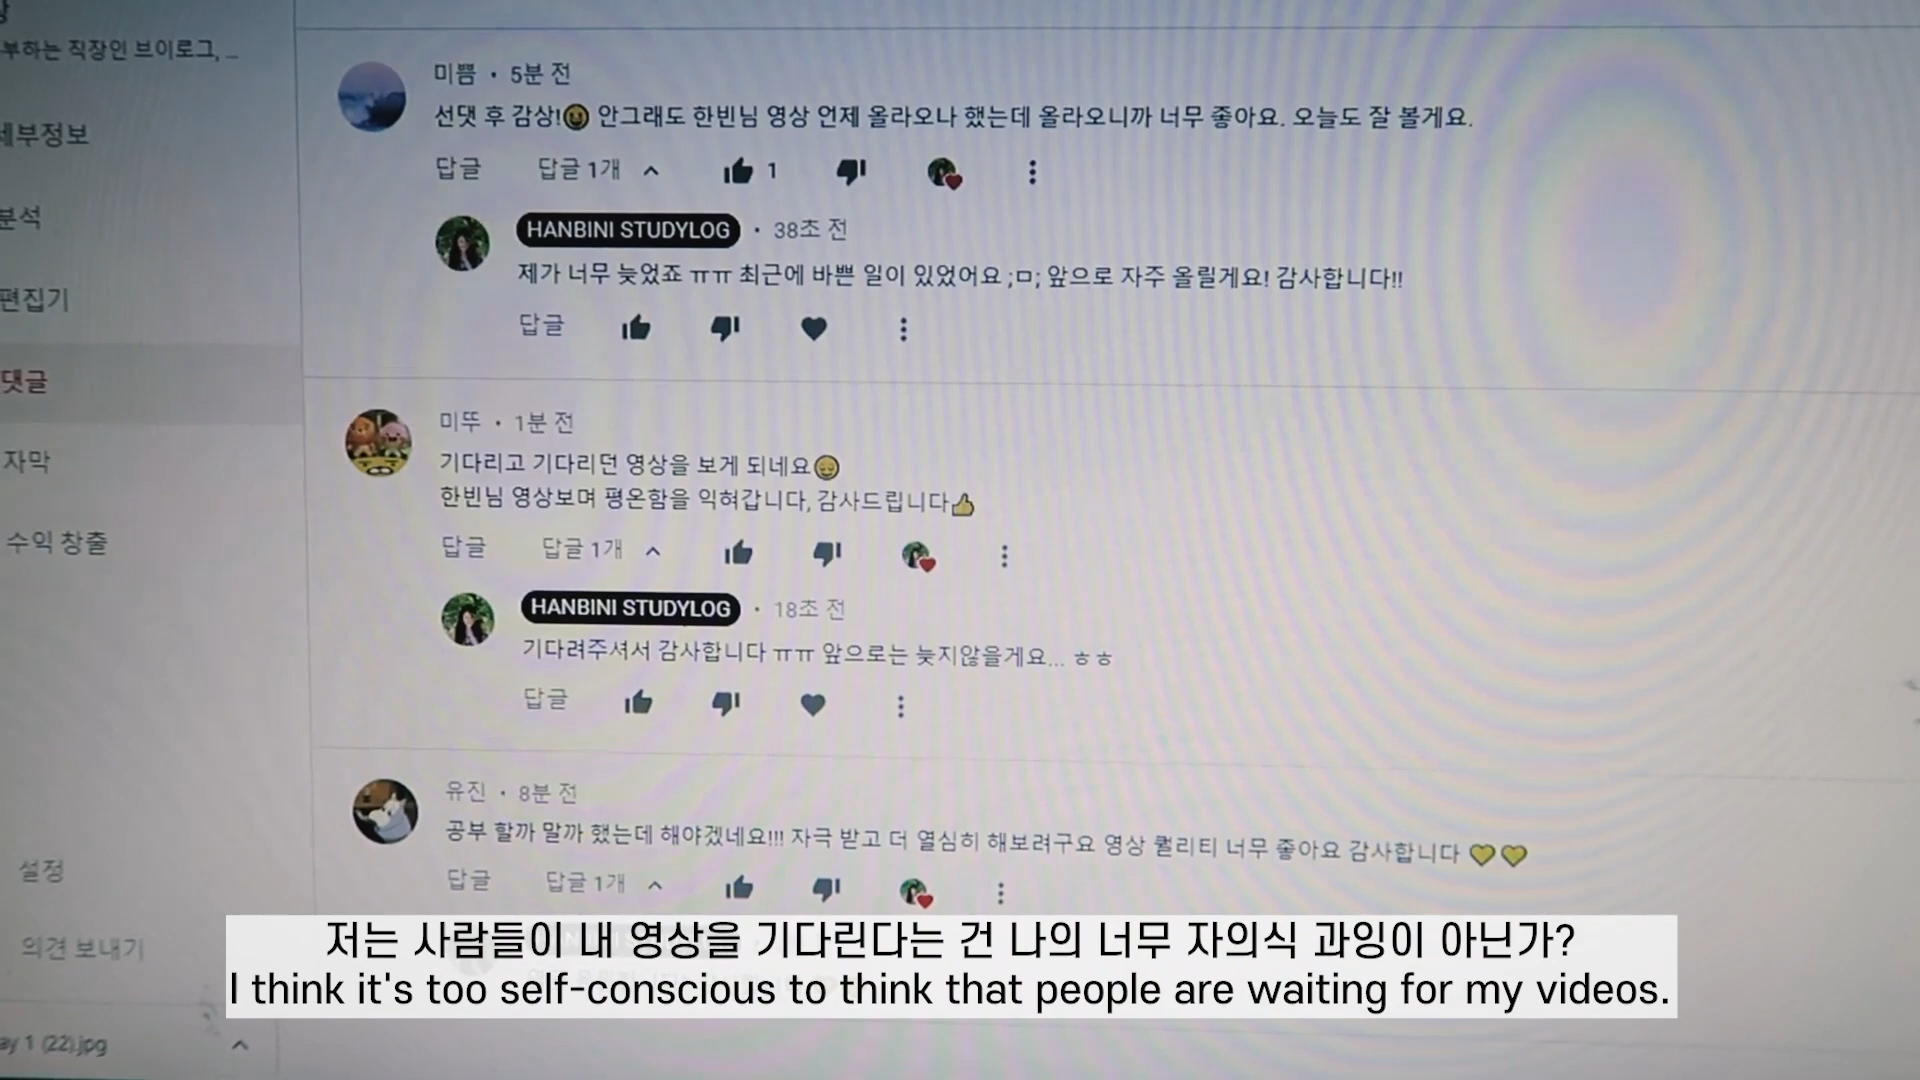 부하는 직장인 브이로그, ...
세부정보
분석
편집기
댓글
자막
수익 창출
설정
의견 보내기
ay 1 (22).jpg
미쁨 · 5분 전
선댓 후 감상!😆 안그래도 한빈님 영상 언제 올라오나 했는데 올라오니까 너무 좋아요. 오늘도 잘 볼게요.
답글 답글 1개 1
HANBINI STUDYLOG · 38초 전
제가 너무 늦었죠 ㅠㅠ 최근에 바쁜 일이 있었어요 ;ㅁ; 앞으로 자주 올릴게요! 감사합니다!!
답글
미뚜 · 1분 전
기다리고 기다리던 영상을 보게 되네요😌
한빈님 영상보며 평온함을 익혀갑니다, 감사드립니다👍
답글 답글 1개
HANBINI STUDYLOG · 18초 전
기다려주셔서 감사합니다 ㅠㅠ 앞으로는 늦지않을게요... ㅎㅎ
답글
유진 · 8분 전
공부 할까 말까 했는데 해야겠네요!!! 자극 받고 더 열심히 해보려구요 영상 퀄리티 너무 좋아요 감사합니다 💛💛
답글 답글 1개
저는 사람들이 내 영상을 기다린다는 건 나의 너무 자의식 과잉이 아닌가?
I think it's too self-conscious to think that people are waiting for my videos.